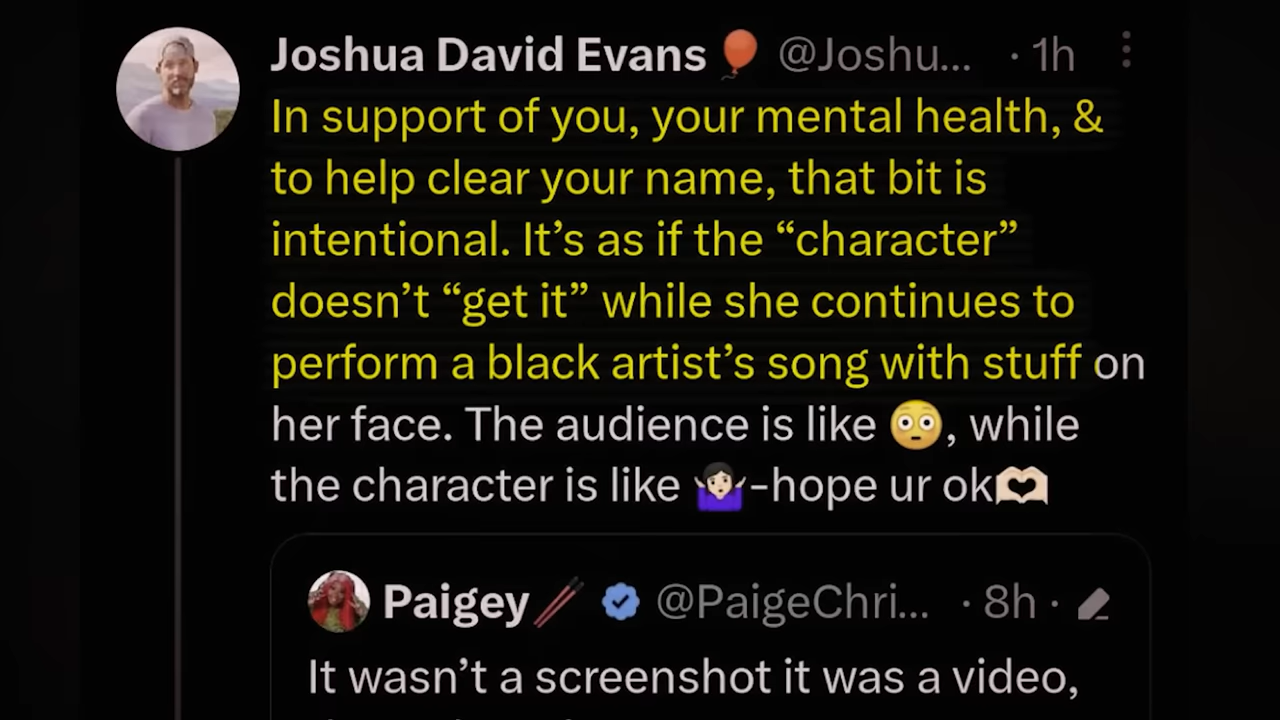 Joshua David Evans🎈 @Joshu... · 1h
In support of you, your mental health, &
to help clear your name, that bit is
intentional. It’s as if the “character”
doesn’t “get it” while she continues to
perform a black artist’s song with stuff on
her face. The audience is like 😳, while
the character is like 🤷🏻‍♀️-hope ur ok🫶🏻
Paigey🥢 @PaigeChri... · 8h ·
It wasn’t a screenshot it was a video,